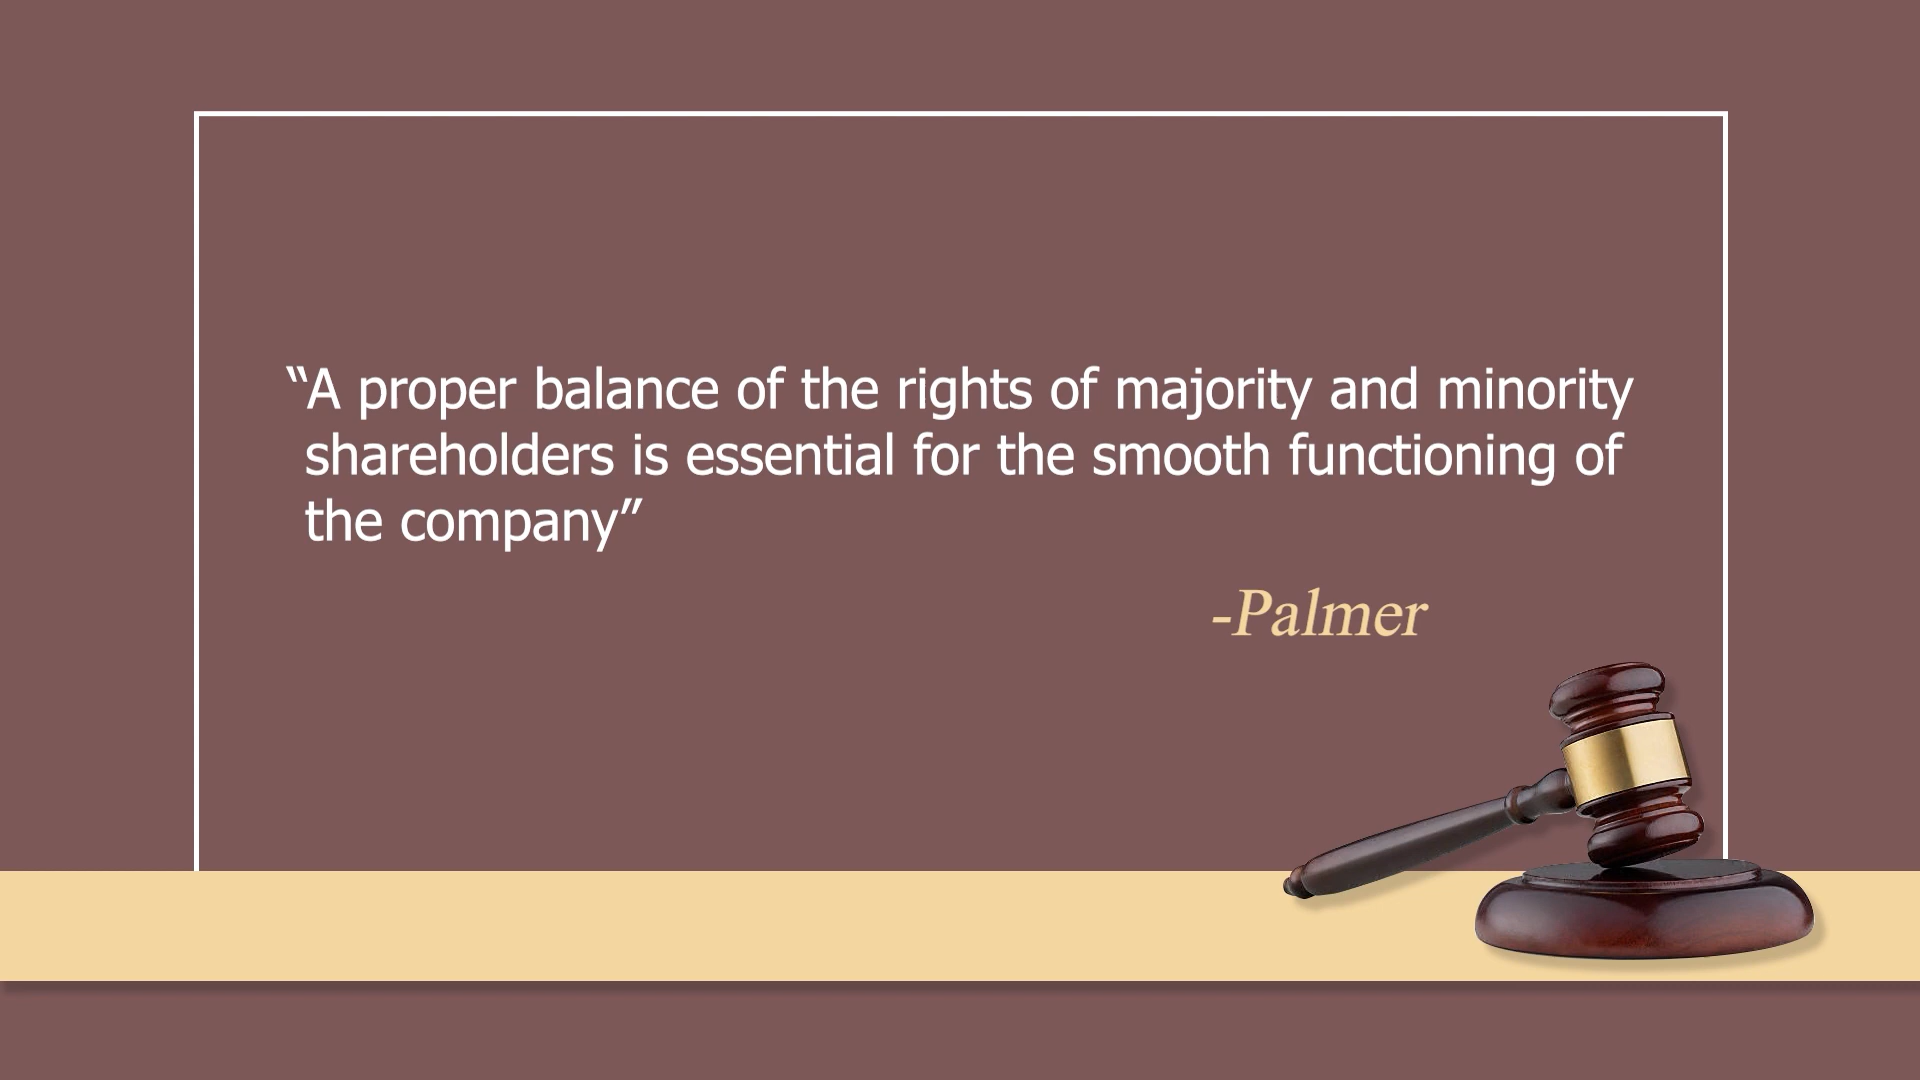 “A proper balance of the rights of majority and minority
shareholders is essential for the smooth functioning of
the company”
-Palmer